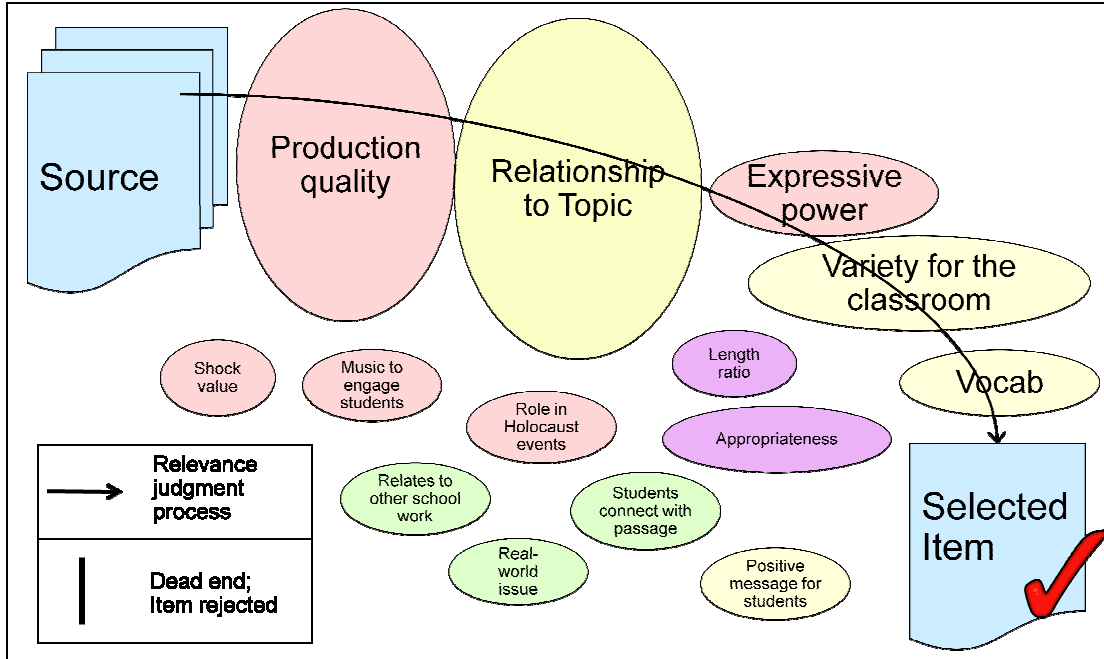 Source
Production
quality
Relationship
to Topic
Expressive
power
Variety for the
classroom
Vocab
Shock
value
Music to
engage
students
Role in
Holocaust
events
Length
ratio
Appropriateness
Relates to
other school
work
Students
connect with
passage
Real-
world
issue
Positive
message for
students
Selected
Item
Relevance
judgment
process
Dead end;
Item rejected